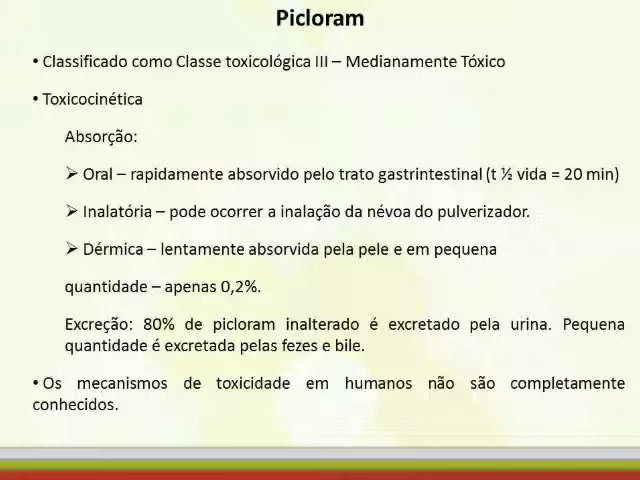 Picloram
• Classificado como Classe toxicológica III – Medianamente Tóxico
• Toxicocinética
Absorção:
➢ Oral – rapidamente absorvido pelo trato gastrintestinal (t ½ vida = 20 min)
➢ Inalatória – pode ocorrer a inalação da névoa do pulverizador.
➢ Dérmica – lentamente absorvida pela pele e em pequena
quantidade – apenas 0,2%.
Excreção: 80% de picloram inalterado é excretado pela urina. Pequena
quantidade é excretada pelas fezes e bile.
• Os mecanismos de toxicidade em humanos não são completamente
conhecidos.